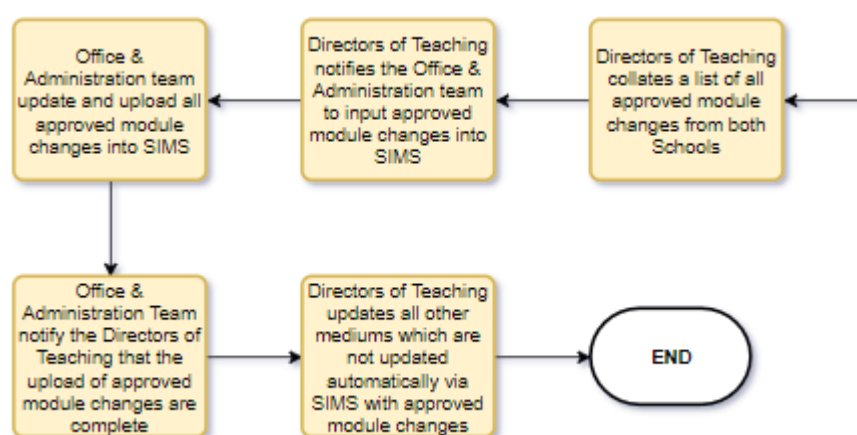 Office &
Administration team
update and upload all
approved module
changes into SIMS
Directors of Teaching
notifies the Office &
Administration team
to input approved
module changes into
SIMS
Directors of Teaching
collates a list of all
approved module
changes from both
Schools
Office &
Administration Team
notify the Directors of
Teaching that the
upload of approved
module changes are
complete
Directors of Teaching
updates all other
mediums which are
not updated
automatically via
SIMS with approved
module changes
END